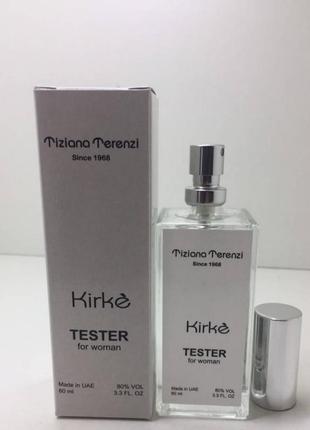 Tiziana Terenzi
Since 1968
Kirkè
TESTER
for woman
Made in UAE 80% VOL
60 ml 3.3 FL. OZ
Tiziana Terenzi
Since 1968
Kirkè
TESTER
for woman
Made in UAE 80% VOL
60 ml 3.3 FL. OZ